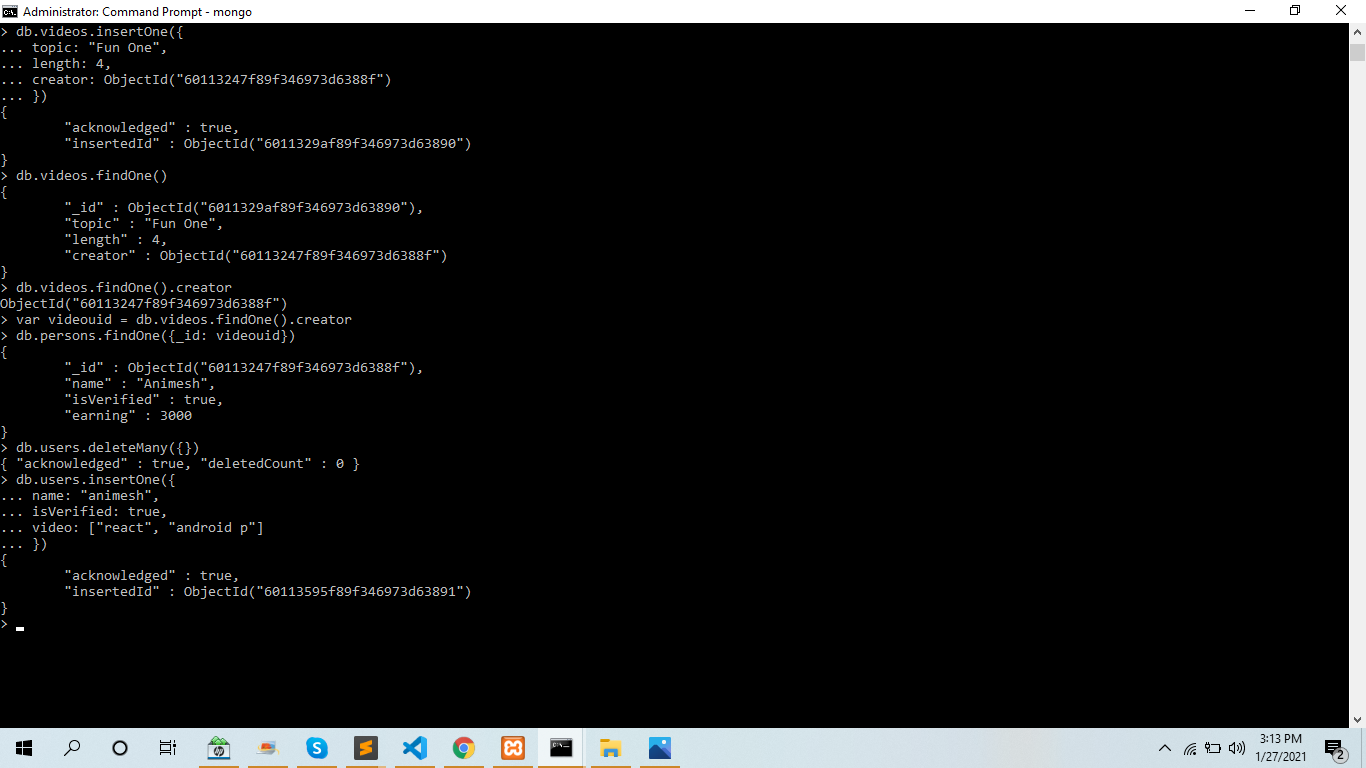 Administrator: Command Prompt - mongo
> db.videos.insertOne({
... topic: "Fun One",
... length: 4,
... creator: ObjectId("60113247f89f346973d6388f")
... })
{
        "acknowledged" : true,
        "insertedId" : ObjectId("6011329af89f346973d63890")
}
> db.videos.findOne()
{
        "_id" : ObjectId("6011329af89f346973d63890"),
        "topic" : "Fun One",
        "length" : 4,
        "creator" : ObjectId("60113247f89f346973d6388f")
}
> db.videos.findOne().creator
ObjectId("60113247f89f346973d6388f")
> var videouid = db.videos.findOne().creator
> db.persons.findOne({_id: videouid})
{
        "_id" : ObjectId("60113247f89f346973d6388f"),
        "name" : "Animesh",
        "isVerified" : true,
        "earning" : 3000
}
> db.users.deleteMany({})
{ "acknowledged" : true, "deletedCount" : 0 }
> db.users.insertOne({
... name: "animesh",
... isVerified: true,
... video: ["react", "android p"]
... })
{
        "acknowledged" : true,
        "insertedId" : ObjectId("60113595f89f346973d63891")
}
>
3:13 PM
1/27/2021
2